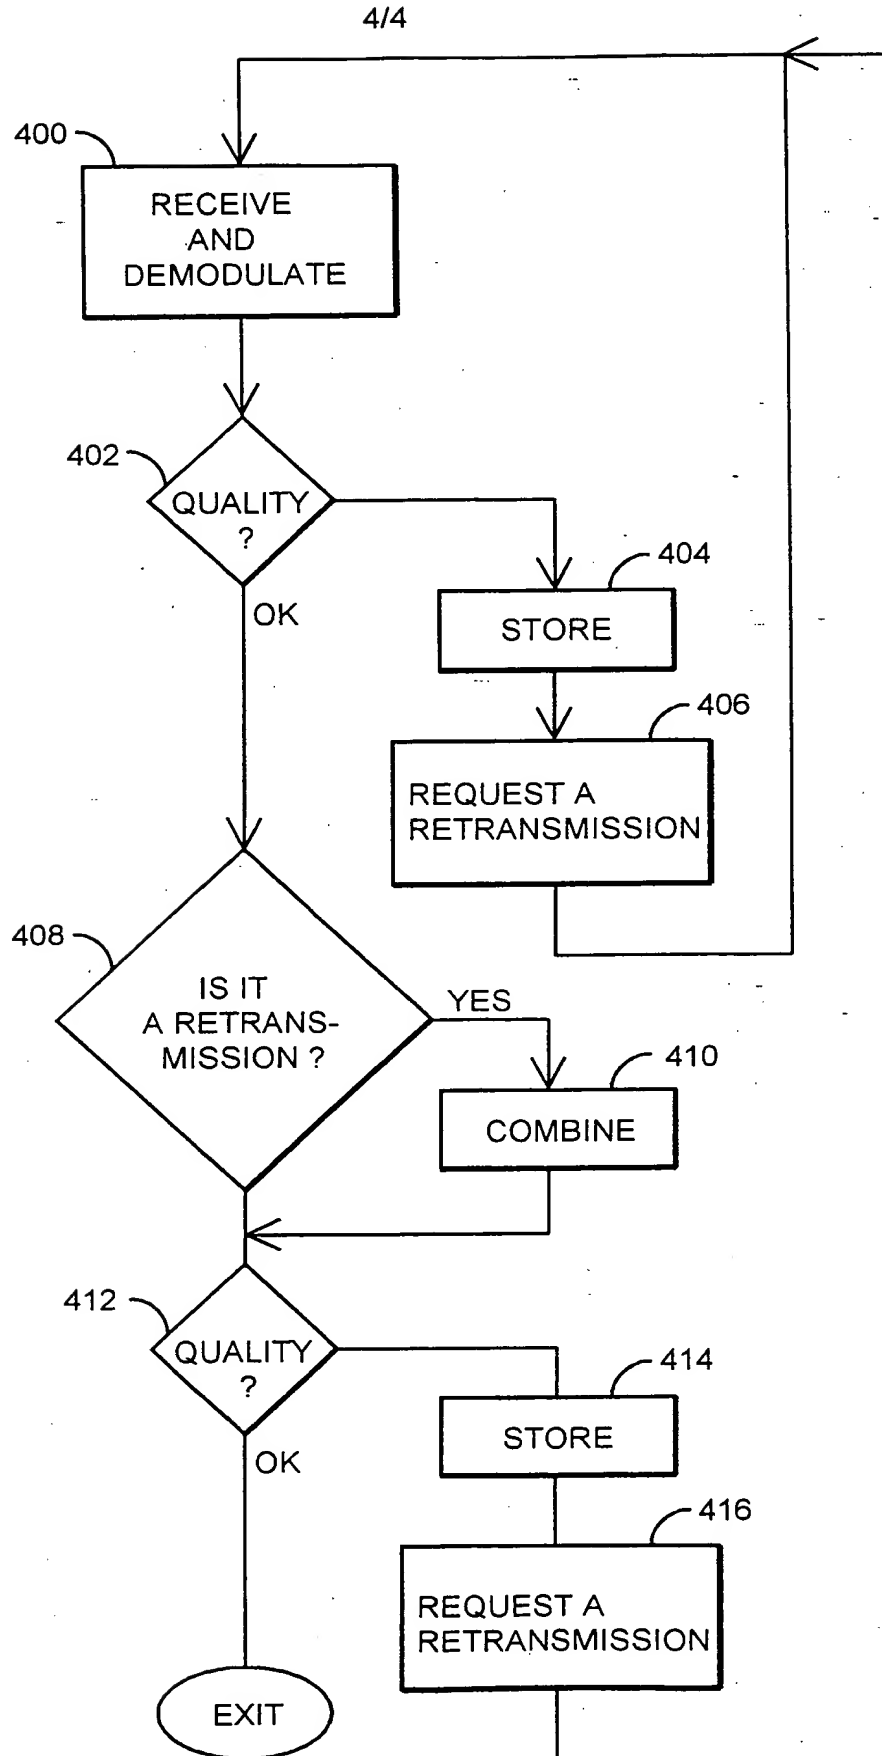 4/4
400
RECEIVE
AND
DEMODULATE
402
QUALITY
?
OK
404
STORE
406
REQUEST A
RETRANSMISSION
408
IS IT
A RETRANS-
MISSION ?
YES
410
COMBINE
412
QUALITY
?
OK
414
STORE
416
REQUEST A
RETRANSMISSION
EXIT